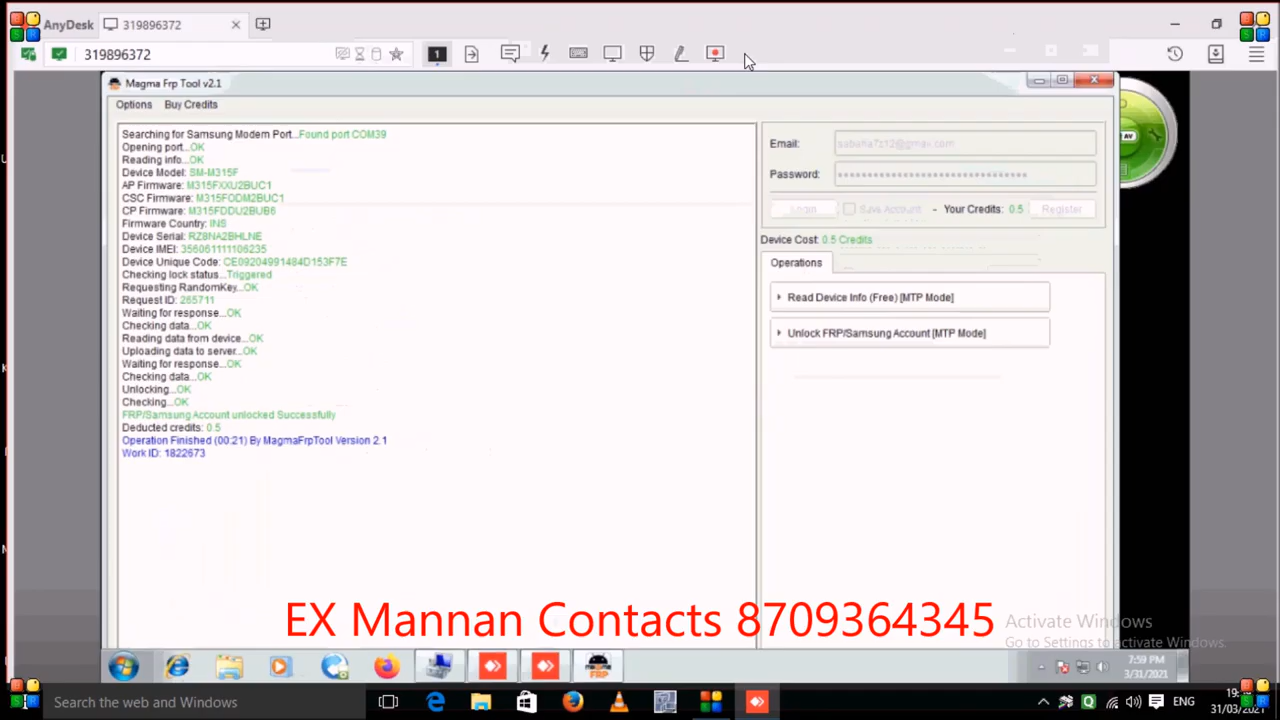 AnyDesk
319896372
319896372
1
Magma Frp Tool v2.1
Options Buy Credits
Searching for Samsung Modem Port...Found port COM39
Opening port...OK
Reading info...OK
Device Model: SM-M315F
AP Firmware: M315FXXU2BUC1
CSC Firmware: M315FODM2BUC1
CP Firmware: M315FDDU2BUB6
Firmware Country: INS
Device Serial: RZ8NA2BHLNE
Device IMEI: 356061111106235
Device Unique Code: CE09204991484D153F7E
Checking lock status...Triggered
Requesting RandomKey...OK
Request ID: 265711
Waiting for response...OK
Checking data...OK
Reading data from device...OK
Uploading data to server...OK
Waiting for response...OK
Checking data...OK
Unlocking...OK
Checking...OK
FRP/Samsung Account unlocked Successfully
Deducted credits: 0.5
Operation Finished (00:21) By MagmaFrpTool Version 2.1
Work ID: 1822673
Email:
Password:
Login Save Account - Your Credits: 0.5 Register
Device Cost: 0.5 Credits
Operations
Read Device Info (Free) [MTP Mode]
Unlock FRP/Samsung Account [MTP Mode]
AV
EX Mannan Contacts 8709364345
Activate Windows
Go to Settings to activate Windows.
FRP
7:59 PM
3/31/2021
Search the web and Windows
ENG
31/03/2021